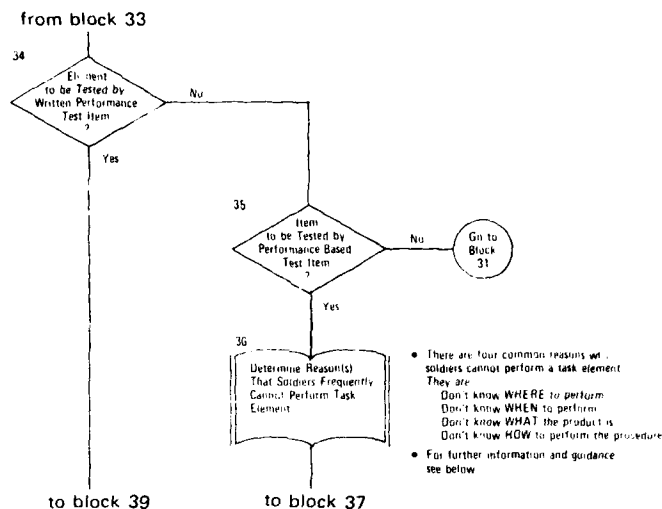 from block 33
34
Element
to be Tested by
Written Performance
Test Item
?
No
Yes
35
Item
to be Tested by
Performance Based
Test Item
?
No
Go to
Block
31
Yes
36
Determine Reason(s)
That Soldiers Frequently
Cannot Perform Task
Element
• There are four common reasons
soldiers cannot perform a task element
They are
Don't know WHERE to perform
Don't know WHEN to perform
Don't know WHAT the product is
Don't know HOW to perform the procedure
• For further information and guidance
see below
to block 39
to block 37